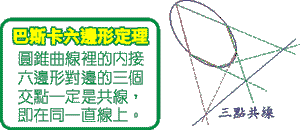 巴斯卡六邊形定理
圓錐曲線裡的內接
六邊形對邊的三個
交點一定是共線，
即在同一直線上。
三點共線